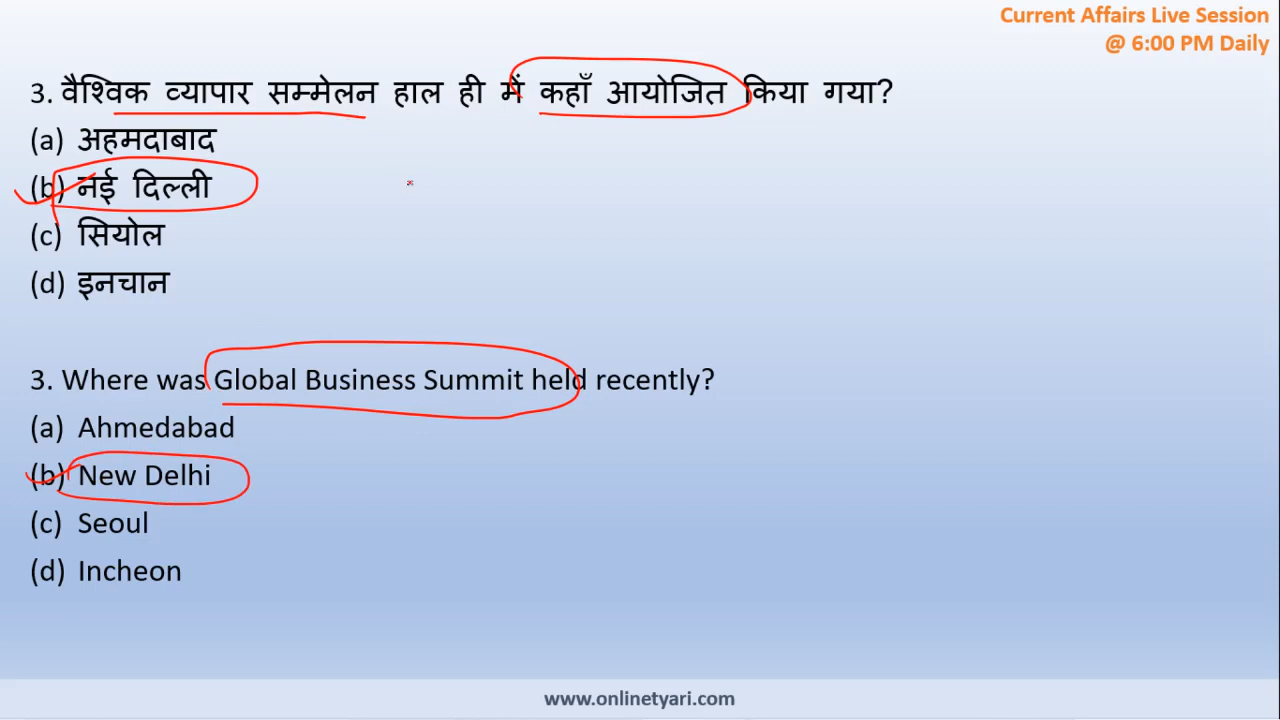 Current Affairs Live Session
@ 6:00 PM Daily
3. वैश्विक व्यापार सम्मेलन हाल ही में कहाँ आयोजित किया गया?
(a) अहमदाबाद
(b) नई दिल्ली
(c) सियोल
(d) इनचान
3. Where was Global Business Summit held recently?
(a) Ahmedabad
(b) New Delhi
(c) Seoul
(d) Incheon
www.onlinetyari.com